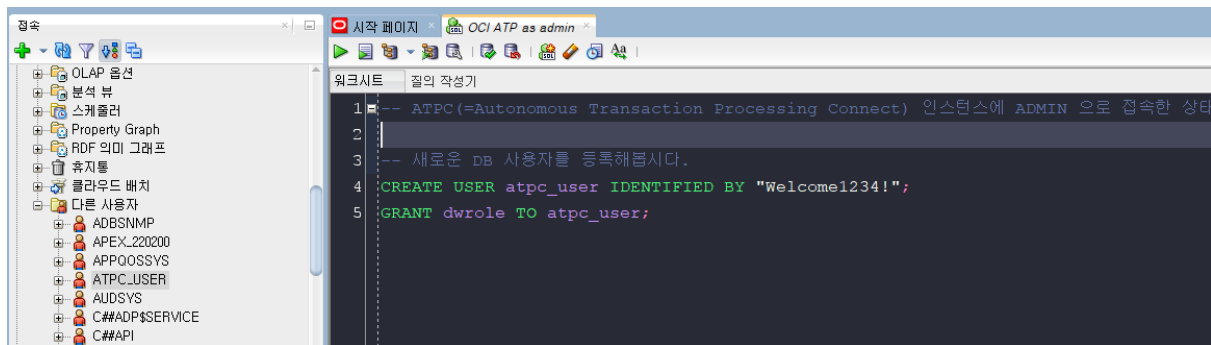 접속
OLAP 옵션
분석 뷰
스케줄러
Property Graph
RDF 의미 그래프
휴지통
클라우드 배치
다른 사용자
ADBSNMP
APEX_220200
APPQOSSYS
ATPC_USER
AUDSYS
C##ADP$SERVICE
C##API
시작 페이지
OCI ATP as admin
워크시트 질의 작성기
1 -- ATPC(=Autonomous Transaction Processing Connect) 인스턴스에 ADMIN 으로 접속한 상태
2
3 -- 새로운 DB 사용자를 등록해봅시다.
4 CREATE USER atpc_user IDENTIFIED BY "Welcome1234!";
5 GRANT dwrole TO atpc_user;